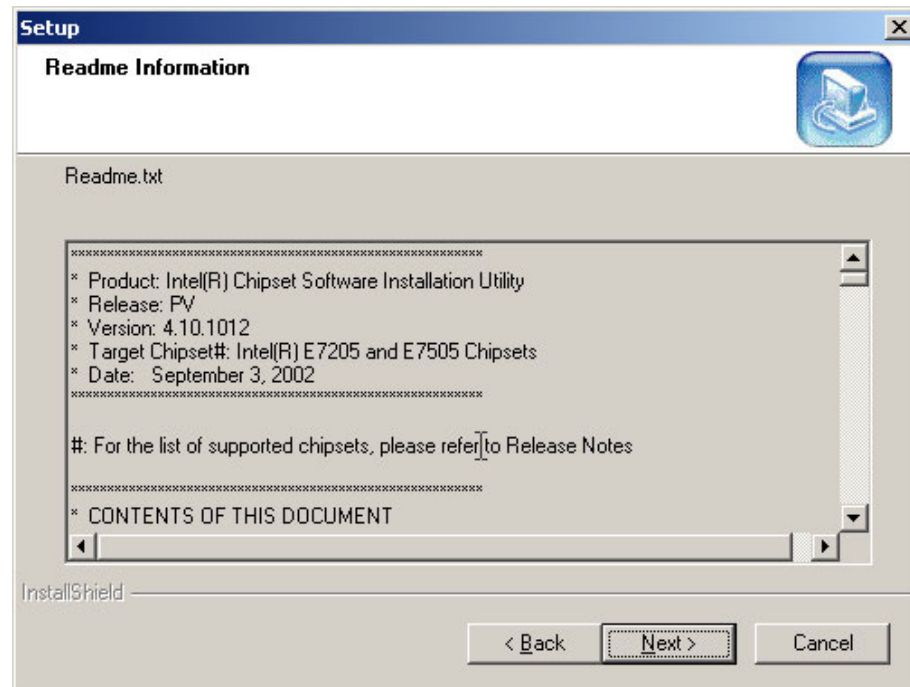 Setup
Readme Information
Readme.txt
******************************************************
* Product: Intel(R) Chipset Software Installation Utility
* Release: PV
* Version: 4.10.1012
* Target Chipset#: Intel(R) E7205 and E7505 Chipsets
* Date:   September 3, 2002
******************************************************
#: For the list of supported chipsets, please refer to Release Notes
******************************************************
* CONTENTS OF THIS DOCUMENT
InstallShield
< Back
Next >
Cancel